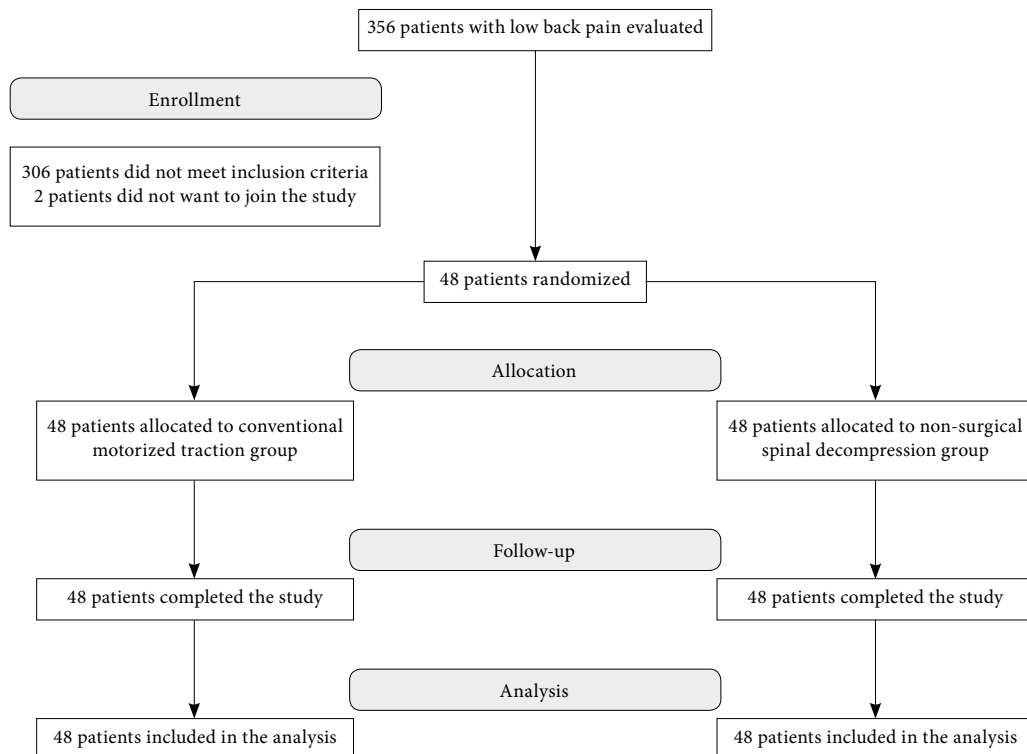 356 patients with low back pain evaluated
Enrollment
306 patients did not meet inclusion criteria
2 patients did not want to join the study
48 patients randomized
Allocation
48 patients allocated to conventional
motorized traction group
48 patients allocated to non-surgical
spinal decompression group
Follow-up
48 patients completed the study
48 patients completed the study
Analysis
48 patients included in the analysis
48 patients included in the analysis